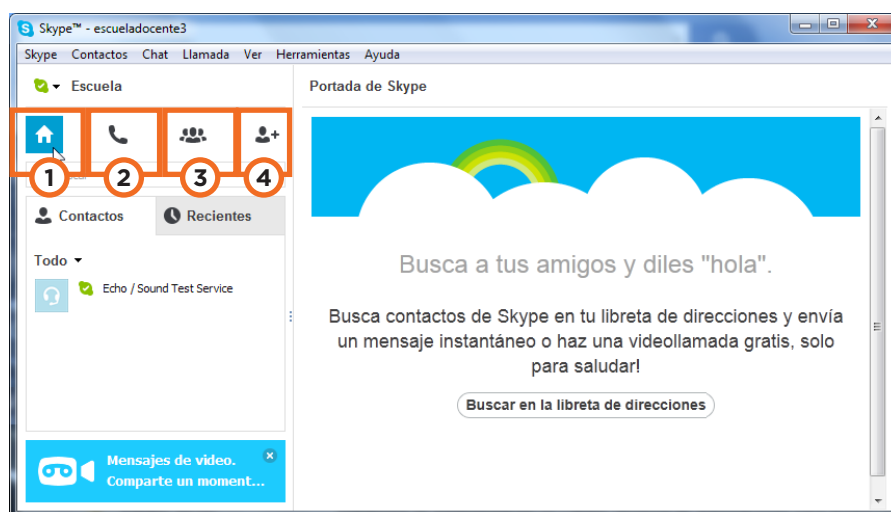 Skype™ - escueladocente3
Skype Contactos Chat Llamada Ver Herramientas Ayuda
Escuela
Portada de Skype
1
2
3
4
Contactos
Recientes
Todo
Echo / Sound Test Service
Busca a tus amigos y diles "hola".
Busca contactos de Skype en tu libreta de direcciones y envía
un mensaje instantáneo o haz una videollamada gratis, solo
para saludar!
Buscar en la libreta de direcciones
Mensajes de video.
Comparte un moment...